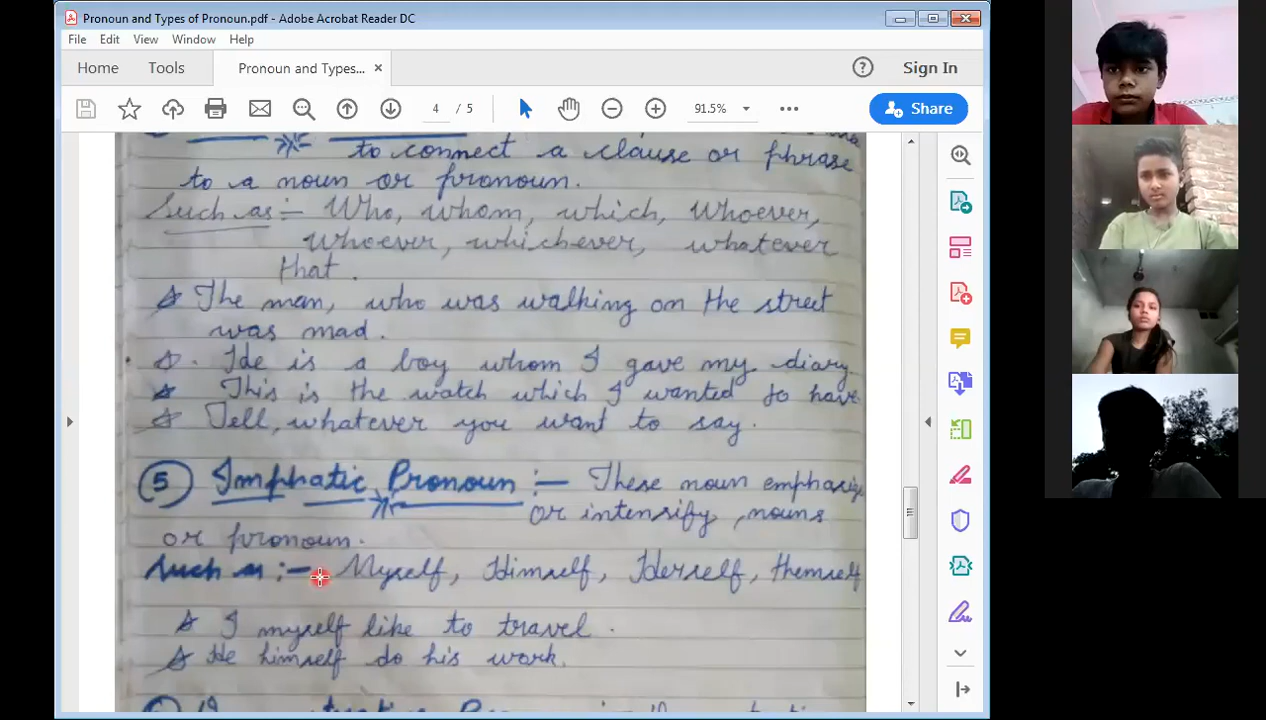 Pronoun and Types of Pronoun.pdf - Adobe Acrobat Reader DC
File Edit View Window Help
Home Tools Pronoun and Types... × Sign In
4 / 5 91.5% Share
to connect a clause or phrase
to a noun or pronoun.
Such as :- Who, whom, which, Whoever,
Whoever, whichever, whatever
that.
The man, who was walking on the street
was mad.
He is a boy whom I gave my diary
This is the watch which I wanted to have
Tell, whatever you want to say.
5 Imphatic Pronoun :- These noun emphasize
or intensify, nouns
or pronoun.
Such as :- Myself, Himself, Herself, themself
I myself like to travel.
He himself do his work.